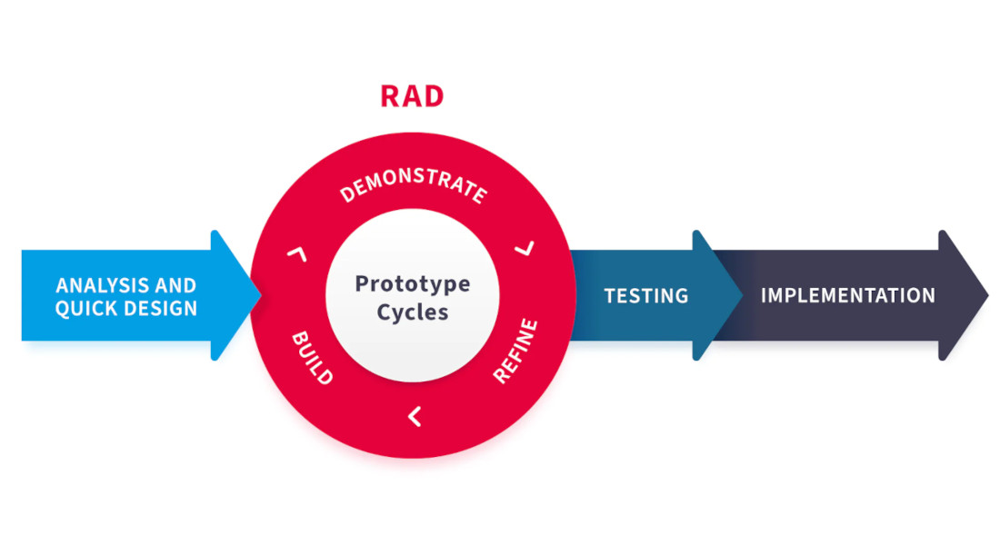 RAD
DEMONSTRATE
ANALYSIS AND
QUICK DESIGN
Prototype
Cycles
BUILD
REFINE
TESTING
IMPLEMENTATION